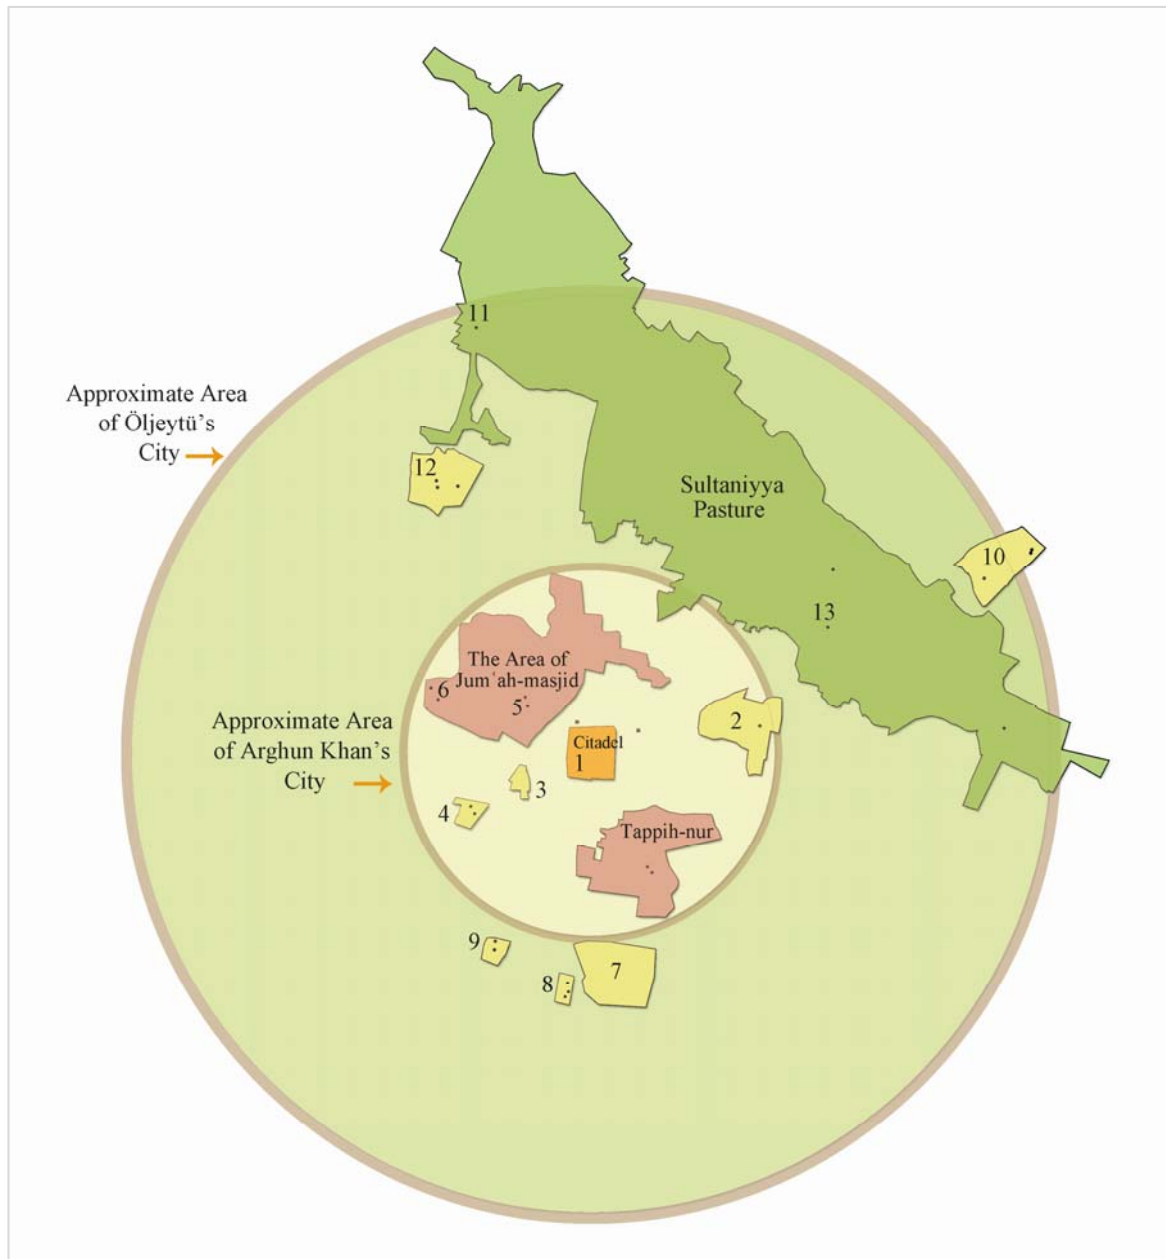 11
Approximate Area
of Öljeytü’s
City
12
Sultaniyya
Pasture
10
13
The Area of
Jumʿah-masjid
6
5
2
Approximate Area
of Arghun Khan’s
City
Citadel
1
3
4
Tappih-nur
9
8
7